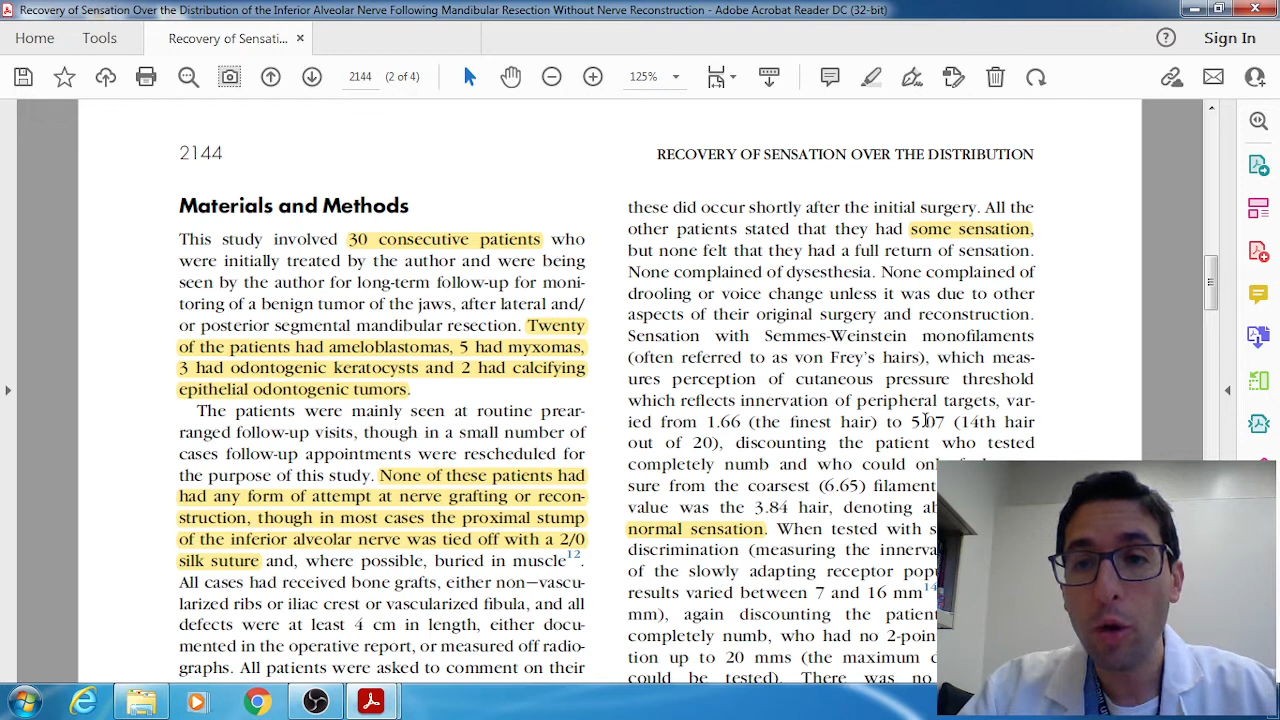 Recovery of Sensation Over the Distribution of the Inferior Alveolar Nerve Following Mandibular Resection Without Nerve Reconstruction - Adobe Acrobat Reader DC (32-bit)
Home Tools Recovery of Sensati... × Sign In
2144 (2 of 4) 125%
2144 RECOVERY OF SENSATION OVER THE DISTRIBUTION
Materials and Methods
This study involved 30 consecutive patients who
were initially treated by the author and were being
seen by the author for long-term follow-up for moni-
toring of a benign tumor of the jaws, after lateral and/
or posterior segmental mandibular resection. Twenty
of the patients had ameloblastomas, 5 had myxomas,
3 had odontogenic keratocysts and 2 had calcifying
epithelial odontogenic tumors.
The patients were mainly seen at routine prear-
ranged follow-up visits, though in a small number of
cases follow-up appointments were rescheduled for
the purpose of this study. None of these patients had
had any form of attempt at nerve grafting or recon-
struction, though in most cases the proximal stump
of the inferior alveolar nerve was tied off with a 2/0
silk suture and, where possible, buried in muscle12.
All cases had received bone grafts, either non–vascu-
larized ribs or iliac crest or vascularized fibula, and all
defects were at least 4 cm in length, either docu-
mented in the operative report, or measured off radio-
graphs. All patients were asked to comment on their
these did occur shortly after the initial surgery. All the
other patients stated that they had some sensation,
but none felt that they had a full return of sensation.
None complained of dysesthesia. None complained of
drooling or voice change unless it was due to other
aspects of their original surgery and reconstruction.
Sensation with Semmes-Weinstein monofilaments
(often referred to as von Frey's hairs), which meas-
ures perception of cutaneous pressure threshold
which reflects innervation of peripheral targets, var-
ied from 1.66 (the finest hair) to 5.07 (14th hair
out of 20), discounting the patient who tested
completely numb and who could
sure from the coarsest (6.65) filament
value was the 3.84 hair, denoting
normal sensation. When tested with
discrimination (measuring the
of the slowly adapting receptor
results varied between 7 and 16 mm14
mm), again discounting the
completely numb, who had no
tion up to 20 mms (the maximum
could be tested). There was no